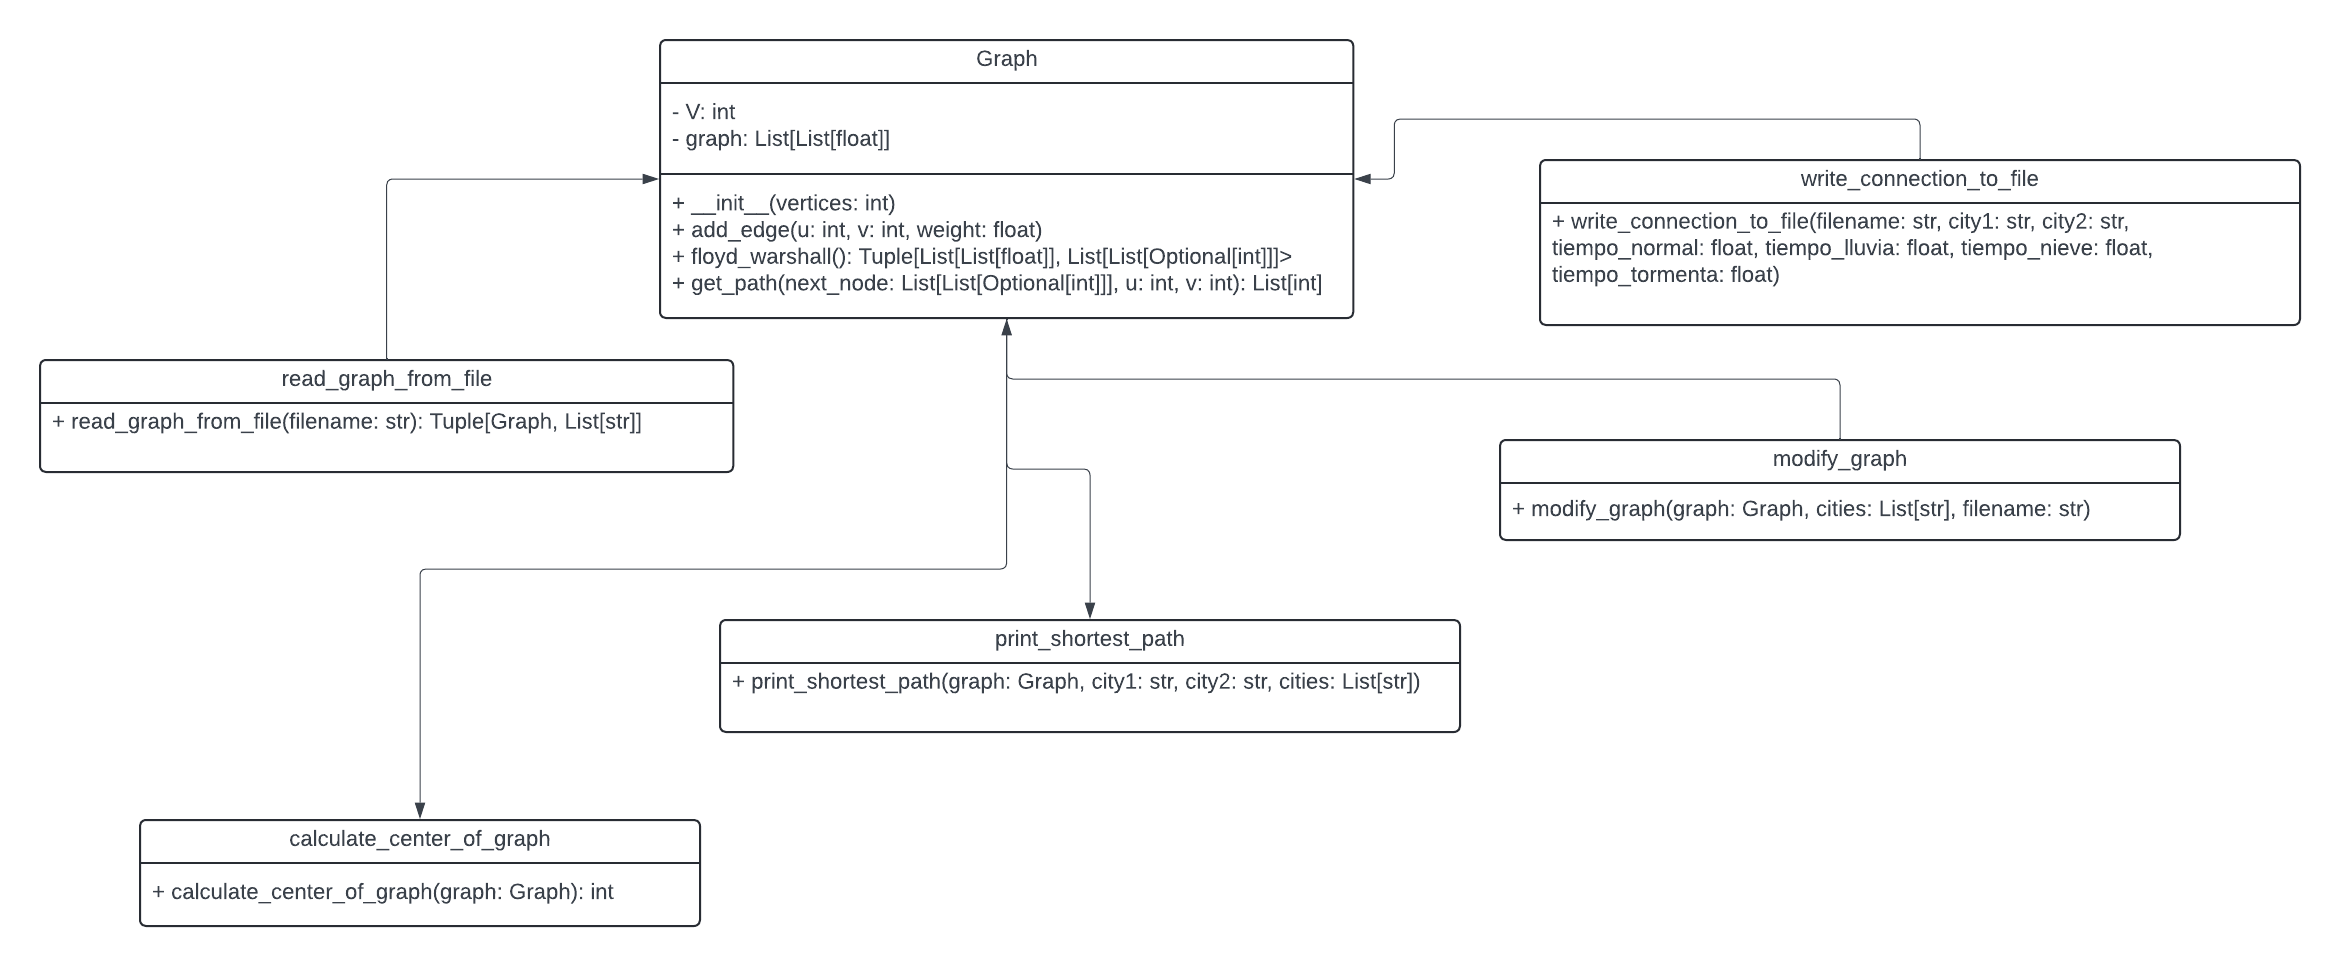 Graph
- V: int
- graph: List[List[float]]
+ __init__(vertices: int)
+ add_edge(u: int, v: int, weight: float)
+ floyd_warshall(): Tuple[List[List[float]], List[List[Optional[int]]]>
+ get_path(next_node: List[List[Optional[int]]], u: int, v: int): List[int]
write_connection_to_file
+ write_connection_to_file(filename: str, city1: str, city2: str,
tiempo_normal: float, tiempo_lluvia: float, tiempo_nieve: float,
tiempo_tormenta: float)
read_graph_from_file
+ read_graph_from_file(filename: str): Tuple[Graph, List[str]]
modify_graph
+ modify_graph(graph: Graph, cities: List[str], filename: str)
print_shortest_path
+ print_shortest_path(graph: Graph, city1: str, city2: str, cities: List[str])
calculate_center_of_graph
+ calculate_center_of_graph(graph: Graph): int